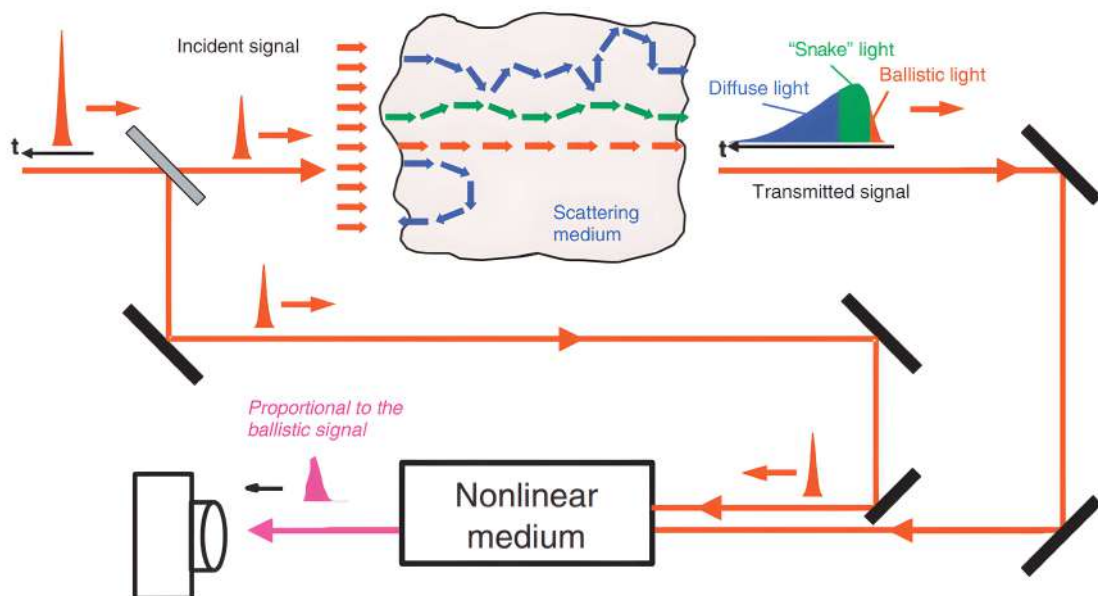 Incident signal
"Snake" light
Diffuse light
Ballistic light
t
t
Transmitted signal
Scattering
medium
Proportional to the
ballistic signal
Nonlinear
medium